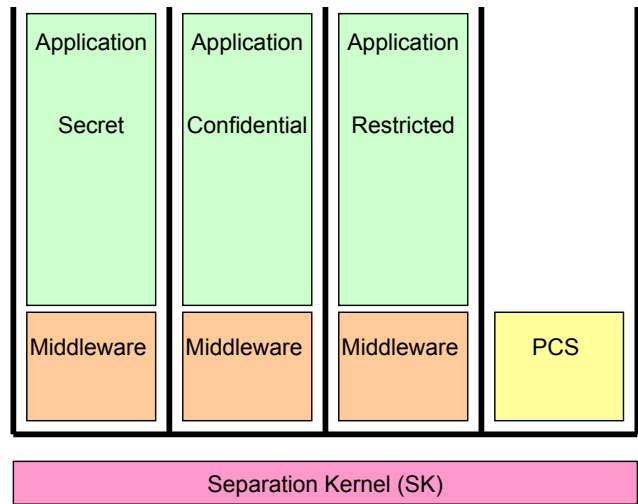 Application
Secret
Application
Confidential
Application
Restricted
Middleware
Middleware
Middleware
PCS
Separation Kernel (SK)